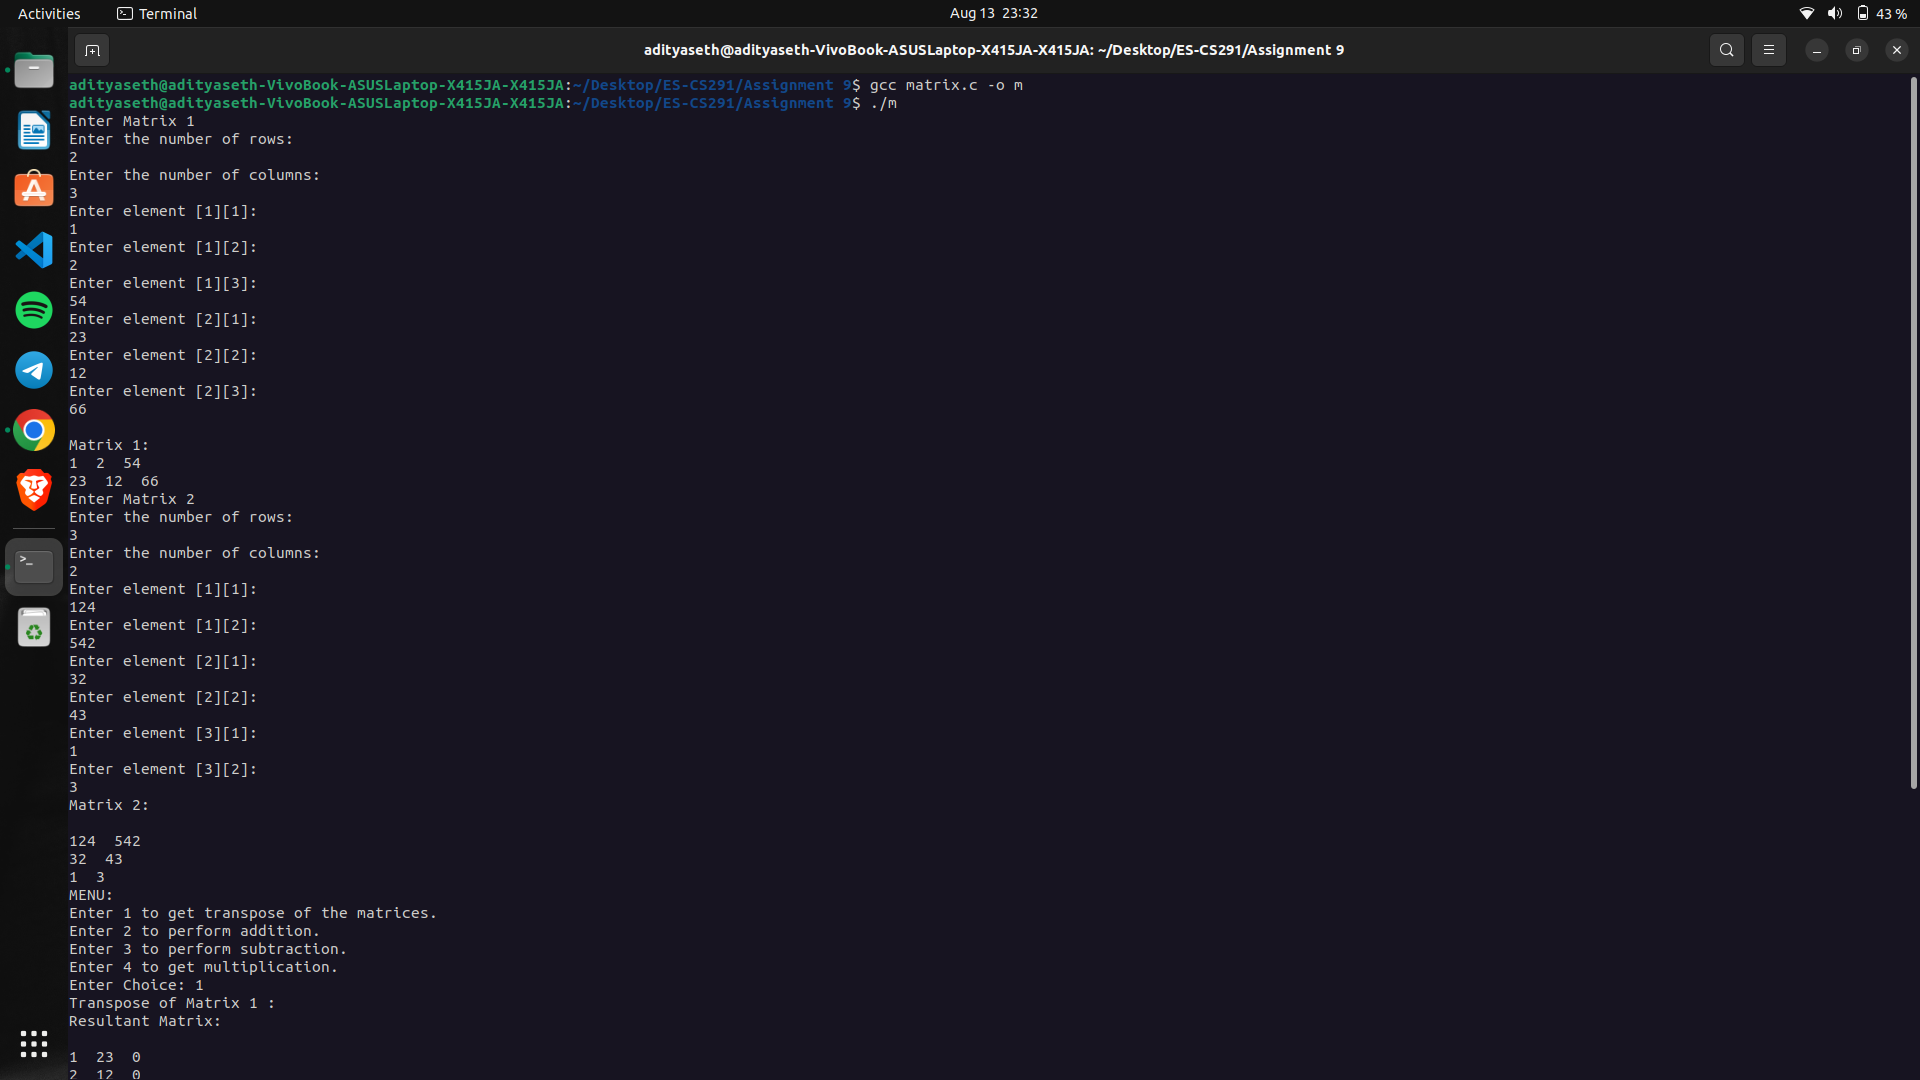 Activities Terminal Aug 13 23:32 43 %
adityaseth@adityaseth-VivoBook-ASUSLaptop-X415JA-X415JA: ~/Desktop/ES-CS291/Assignment 9
adityaseth@adityaseth-VivoBook-ASUSLaptop-X415JA-X415JA:~/Desktop/ES-CS291/Assignment 9$ gcc matrix.c -o m
adityaseth@adityaseth-VivoBook-ASUSLaptop-X415JA-X415JA:~/Desktop/ES-CS291/Assignment 9$ ./m
Enter Matrix 1
Enter the number of rows:
2
Enter the number of columns:
3
Enter element [1][1]:
1
Enter element [1][2]:
2
Enter element [1][3]:
54
Enter element [2][1]:
23
Enter element [2][2]:
12
Enter element [2][3]:
66
Matrix 1:
1  2  54
23  12  66
Enter Matrix 2
Enter the number of rows:
3
Enter the number of columns:
2
Enter element [1][1]:
124
Enter element [1][2]:
542
Enter element [2][1]:
32
Enter element [2][2]:
43
Enter element [3][1]:
1
Enter element [3][2]:
3
Matrix 2:
124  542
32  43
1  3
MENU:
Enter 1 to get transpose of the matrices.
Enter 2 to perform addition.
Enter 3 to perform subtraction.
Enter 4 to get multiplication.
Enter Choice: 1
Transpose of Matrix 1 :
Resultant Matrix:
1  23  0
2  12  0